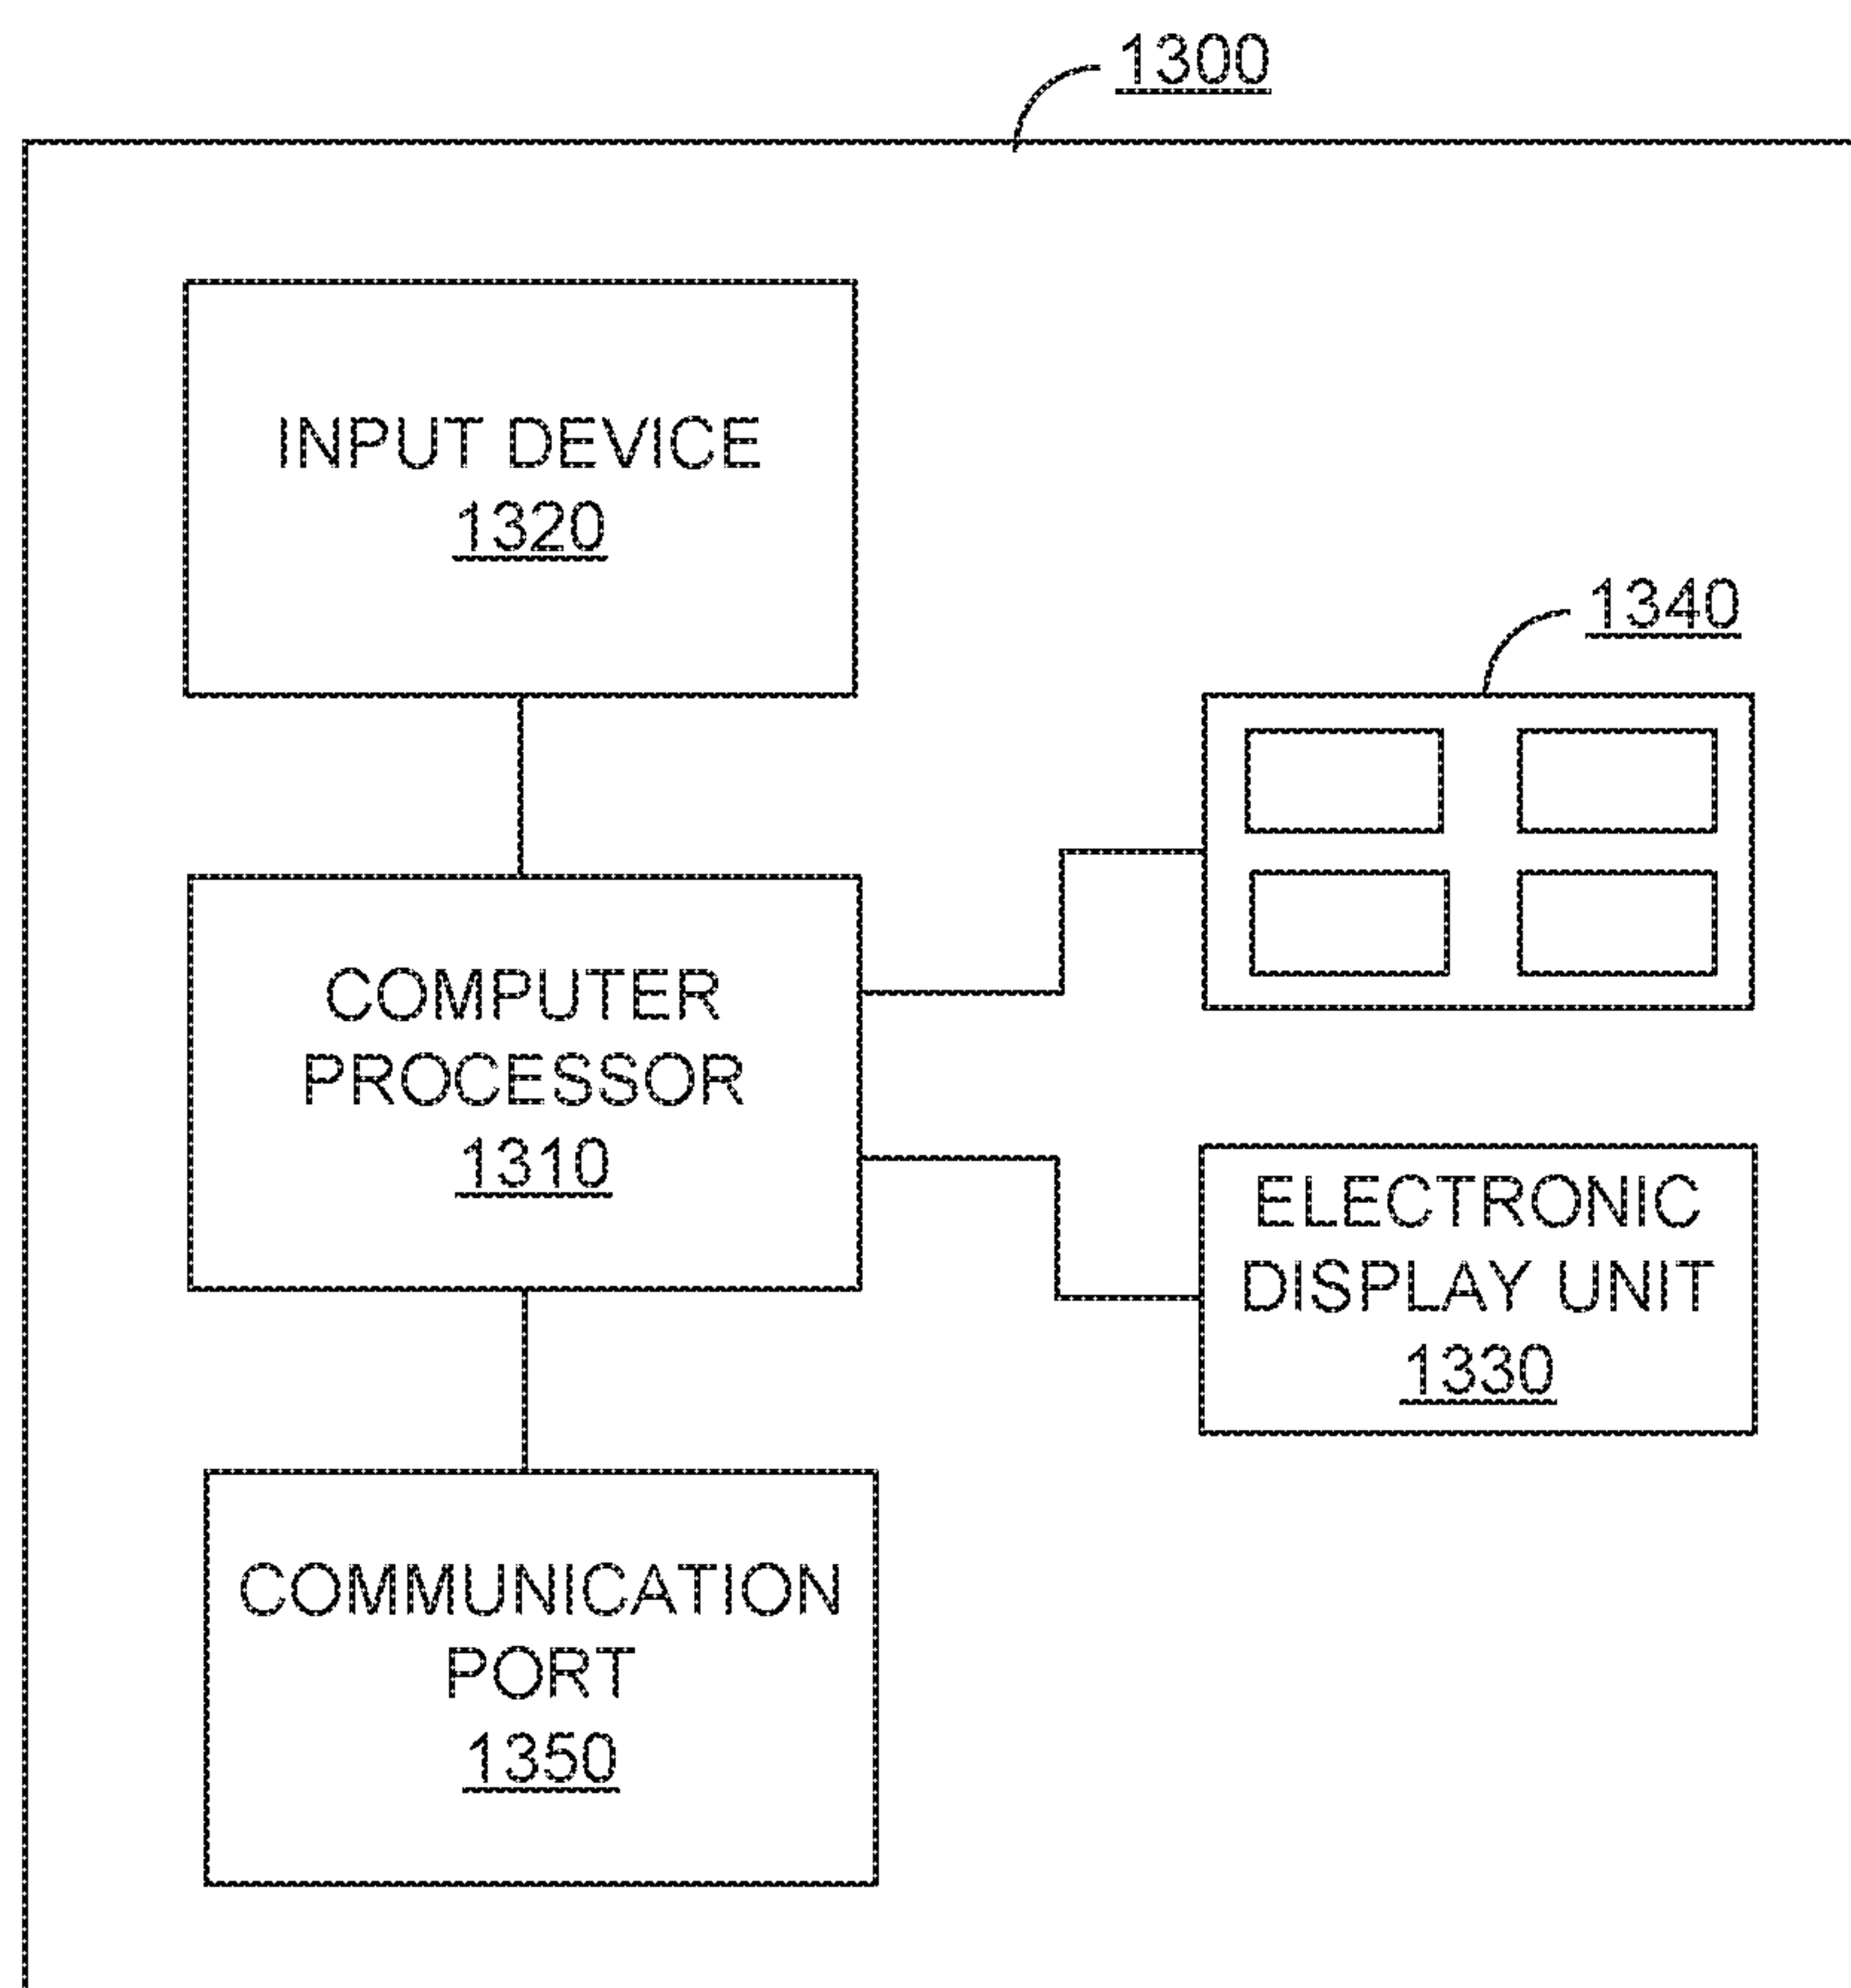 1300
INPUT DEVICE
1320
1340
COMPUTER
PROCESSOR
1310
ELECTRONIC
DISPLAY UNIT
1330
COMMUNICATION
PORT
1350